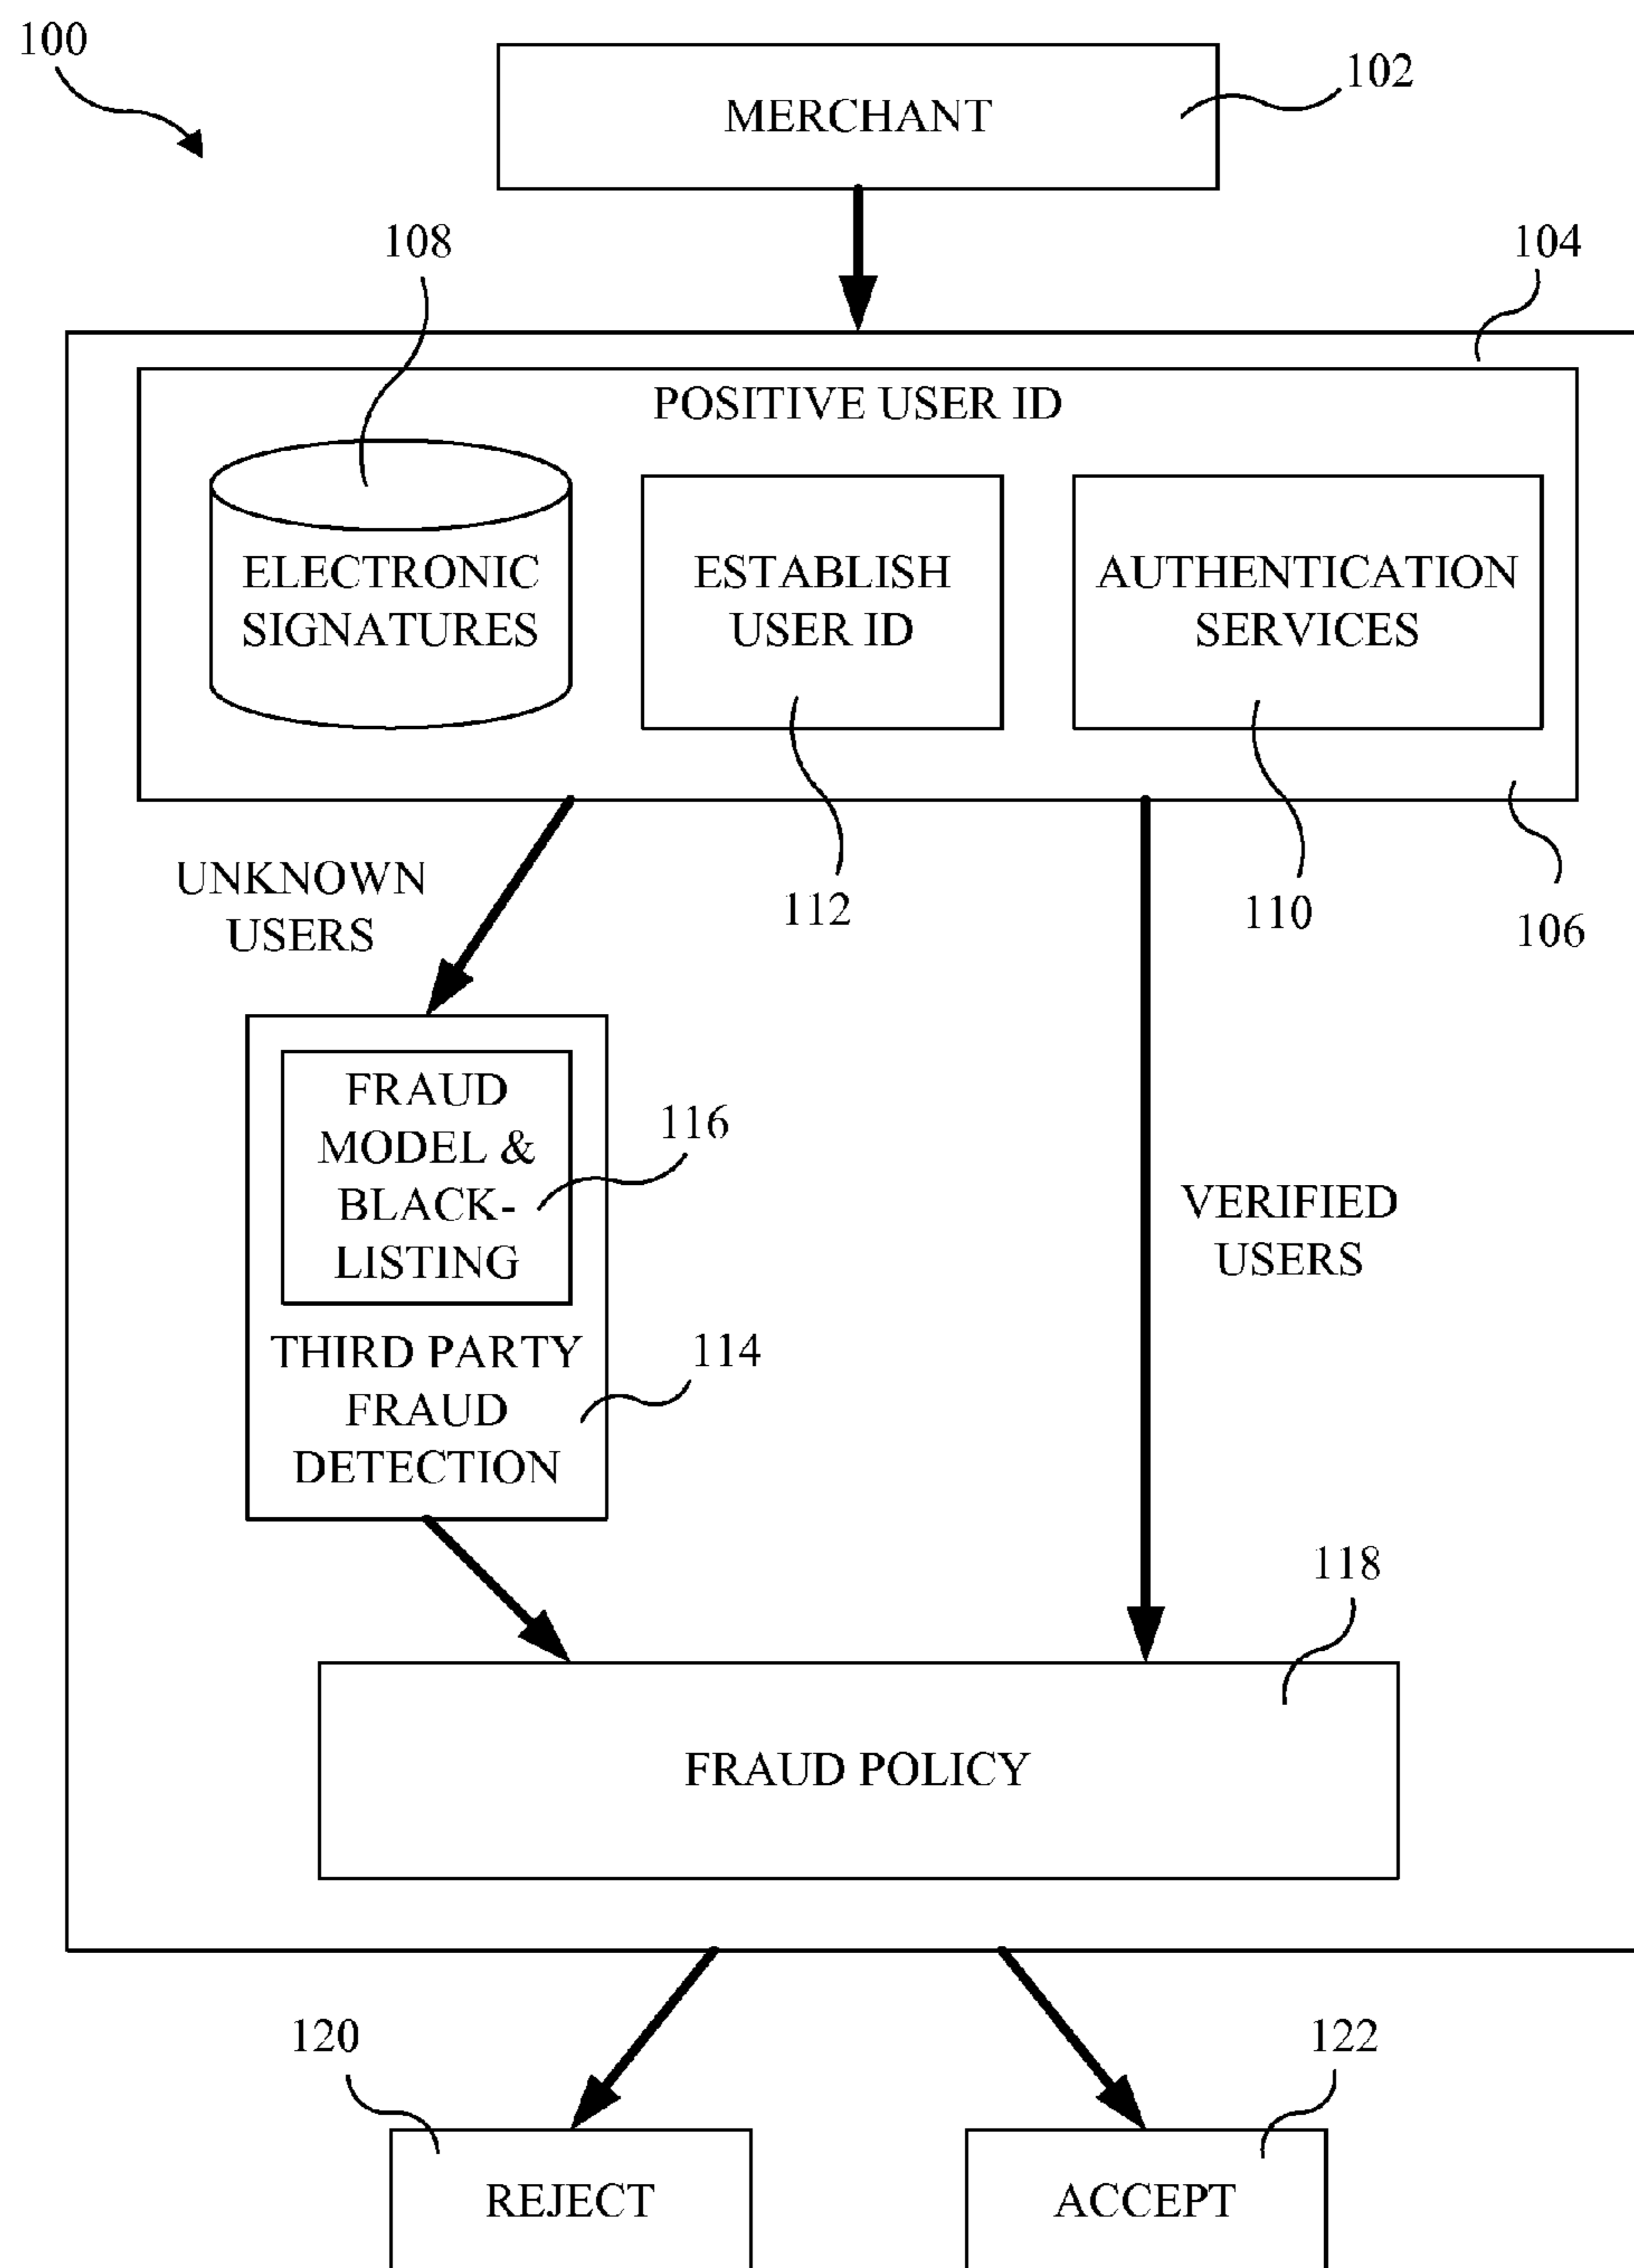 100
MERCHANT
102
108
104
POSITIVE USER ID
ELECTRONIC
SIGNATURES
ESTABLISH
USER ID
AUTHENTICATION
SERVICES
112
110
106
UNKNOWN
USERS
FRAUD
MODEL &
BLACK-
LISTING
116
THIRD PARTY
FRAUD
DETECTION
114
VERIFIED
USERS
118
FRAUD POLICY
120
122
REJECT
ACCEPT